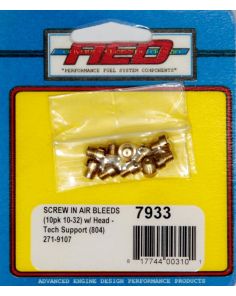 AED
"PERFORMANCE FUEL SYSTEM COMPONENTS"
SCREW IN AIR BLEEDS
(10pk 10-32) w/ Head -
Tech Support (804)
271-9107
7933
8 17744 00310 1
ADVANCED ENGINE DESIGN • PERFORMANCE PRODUCTS